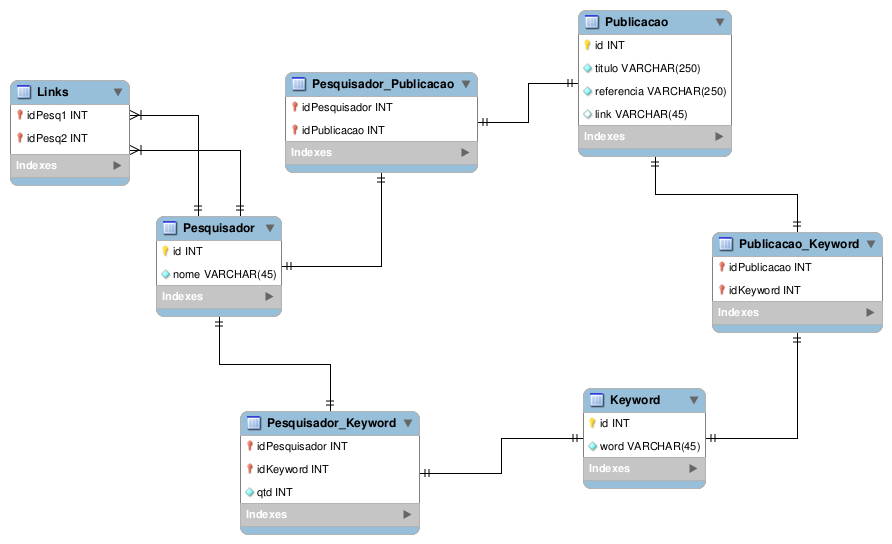 Publicacao
id INT
titulo VARCHAR(250)
referencia VARCHAR(250)
link VARCHAR(45)
Indexes
Pesquisador_Publicacao
idPesquisador INT
idPublicacao INT
Indexes
Links
idPesq1 INT
idPesq2 INT
Indexes
Pesquisador
id INT
nome VARCHAR(45)
Indexes
Publicacao_Keyword
idPublicacao INT
idKeyword INT
Indexes
Keyword
id INT
word VARCHAR(45)
Indexes
Pesquisador_Keyword
idPesquisador INT
idKeyword INT
qtd INT
Indexes